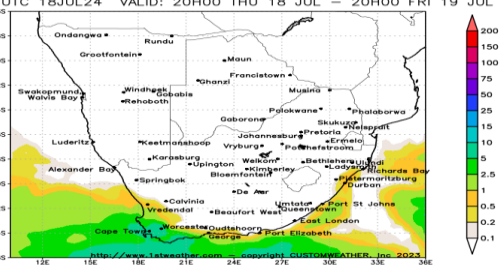 UTC 18JUL24 VALID: 20H00 THU 18 JUL – 20H00 FRI 19 JUL
Ondangwa
Rundu
Grootfontein
Maun
Francistown
Ghanzi
Swakopmund
Walvis Bay
Windhoek
Gobabis
Rehoboth
Musina
Polokwane
Phalaborwa
Gaborone
Skukuza
Nelspruit
Pretoria
Johannesburg
Luderitz
Keetmanshoop
Vryburg
Potchefstroom
Ermelo
Karasburg
Welkom
Bethlehem
Ulundi
Ladysmith
Alexander Bay
Upington
Kimberley
Richards Bay
Bloemfontein
Springbok
Pietermaritzburg
Durban
De Aar
Calvinia
Vredendal
Umtata
Port St Johns
Queenstown
Beaufort West
East London
Cape Town
Worcester
Oudtshoorn
George
Port Elizabeth
http://www.1stweather.com – copyright CUSTOMWEATHER, Inc 2023
12E 15E 18E 21E 24E 27E 30E 33E 36E
200
150
100
75
50
25
15
10
5
2.5
1
0.5
0.2
0.1